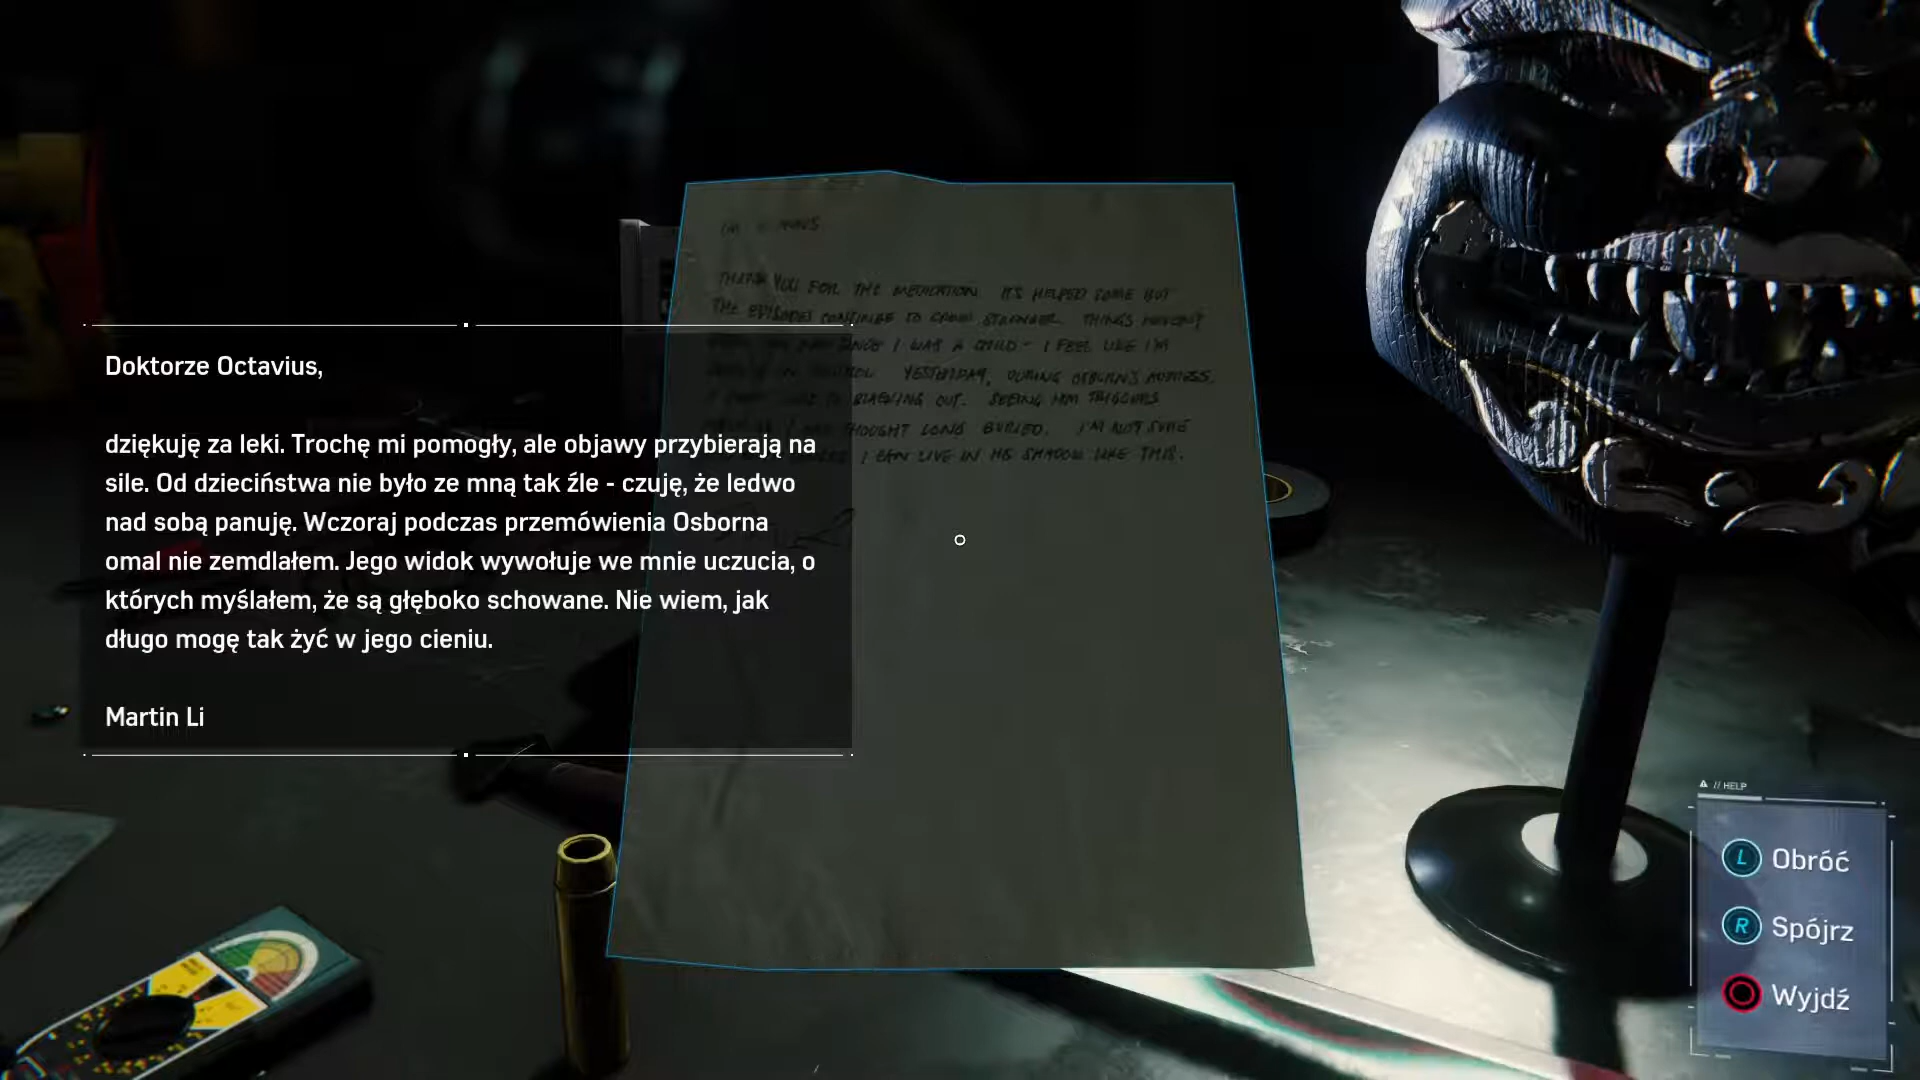 THANK YOU FOR THE MEDICATION. IT'S HELPED SOME BUT
THE EPISODES CONTINUE TO GROW STRONGER. THINGS HAVEN'T
SINCE I WAS A CHILD - I FEEL LIKE I'M
YESTERDAY, DURING OSBORN'S ADDRESS,
BLACKING OUT. SEEING HIM TRIGGERS
THOUGHT LONG BURIED. I'M NOT SURE
I CAN LIVE IN HIS SHADOW LIKE THIS.
Doktorze Octavius,
dziękuję za leki. Trochę mi pomogły, ale objawy przybierają na
sile. Od dzieciństwa nie było ze mną tak źle - czuję, że ledwo
nad sobą panuję. Wczoraj podczas przemówienia Osborna
omal nie zemdlałem. Jego widok wywołuje we mnie uczucia, o
których myślałem, że są głęboko schowane. Nie wiem, jak
długo mogę tak żyć w jego cieniu.
Martin Li
// HELP
L Obróć
R Spójrz
Wyjdź